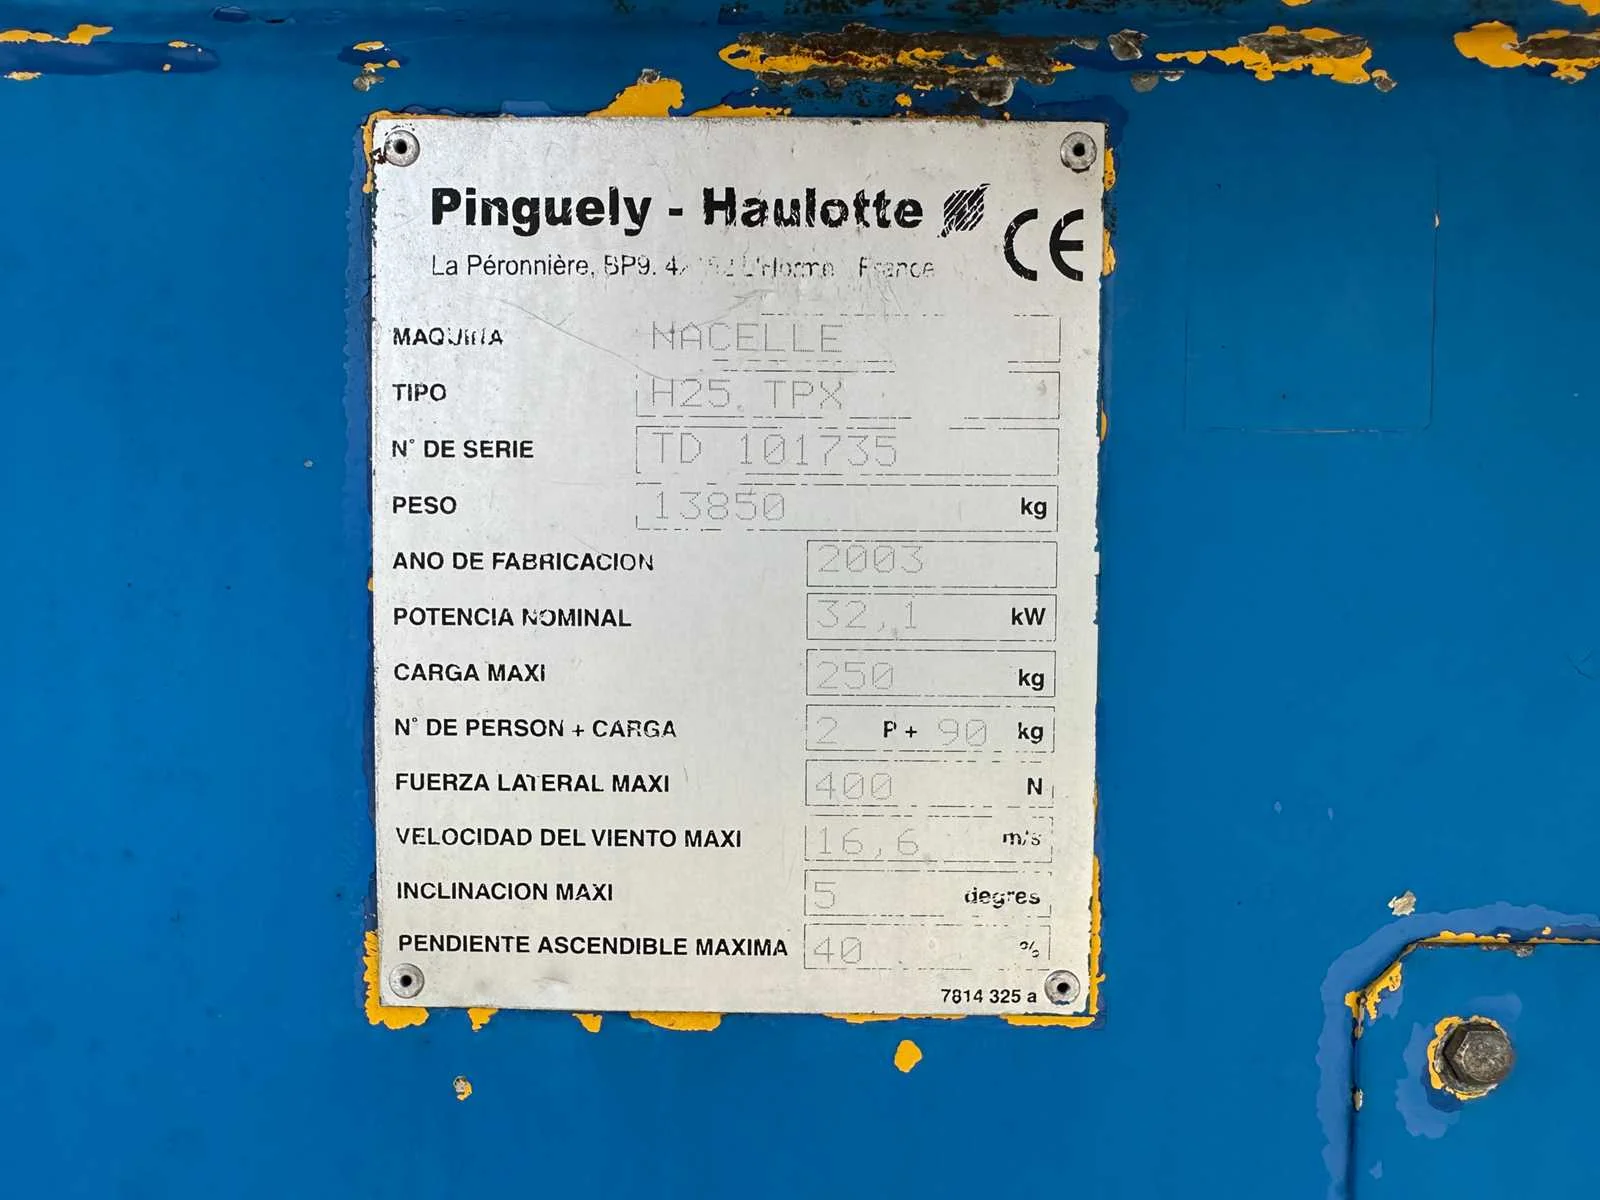 Pinguely - Haulotte CE
La Péronnière, BP9. France
MAQUINA NACELLE
TIPO H25 TPX
N° DE SERIE TD 101735
PESO 13850 kg
ANO DE FABRICACION 2003
POTENCIA NOMINAL 32,1 kW
CARGA MAXI 250 kg
N° DE PERSON + CARGA 2 P + 90 kg
FUERZA LATERAL MAXI 400 N
VELOCIDAD DEL VIENTO MAXI 16,6 m/s
INCLINACION MAXI 5 degres
PENDIENTE ASCENDIBLE MAXIMA 40 %
7814 325 a